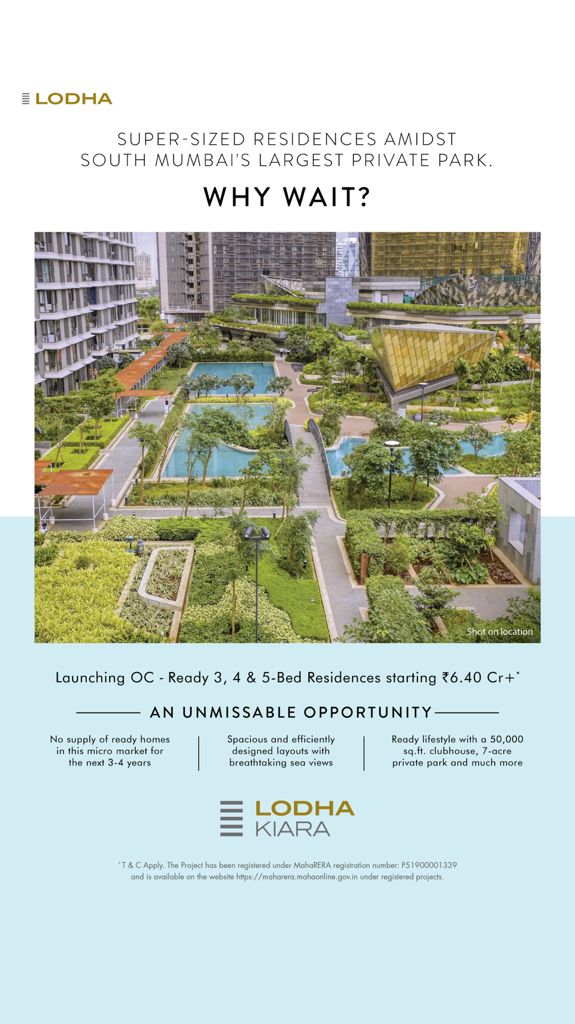 LODHA
SUPER-SIZED RESIDENCES AMIDST
SOUTH MUMBAI'S LARGEST PRIVATE PARK.
WHY WAIT?
Shot on location
Launching OC - Ready 3, 4 & 5-Bed Residences starting ₹6.40 Cr+*
AN UNMISSABLE OPPORTUNITY
No supply of ready homes
in this micro market for
the next 3-4 years
Spacious and efficiently
designed layouts with
breathtaking sea views
Ready lifestyle with a 50,000
sq.ft. clubhouse, 7-acre
private park and much more
LODHA
KIARA
*T & C Apply. The Project has been registered under MahaRERA registration number: P51900001339
and is available on the website https://maharera.mahaonline.gov.in under registered projects.